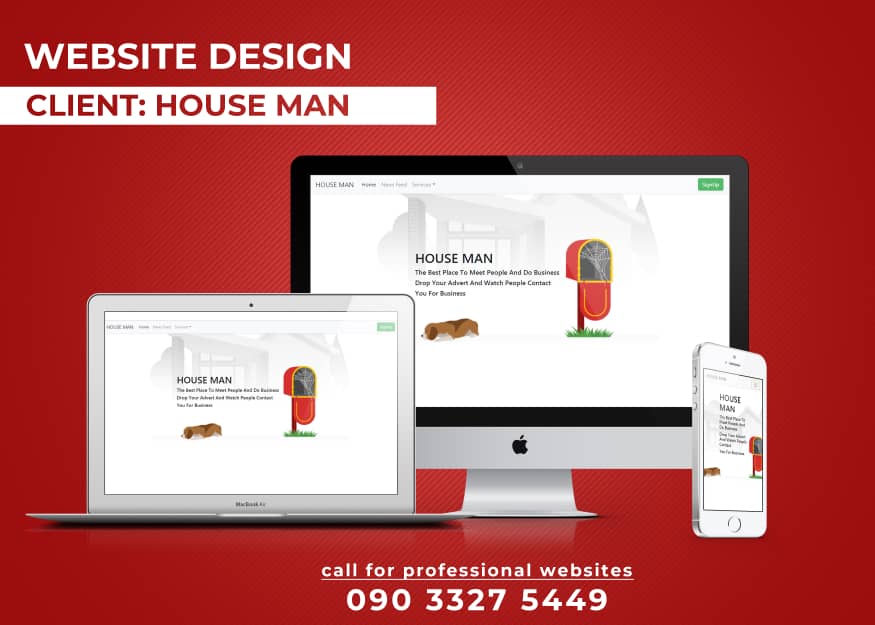 WEBSITE DESIGN
CLIENT: HOUSE MAN
HOUSE MAN Home News Feed Services SignUp
HOUSE MAN
The Best Place To Meet People And Do Business
Drop Your Advert And Watch People Contact
You For Business
HOUSE MAN Home News Feed Services
HOUSE MAN
The Best Place To Meet People And Do Business
Drop Your Advert And Watch People Contact
You For Business
MacBook Air
HOUSE MAN
HOUSE
MAN
The Best Place To
Meet People And
Do Business
Drop Your Advert
And Watch People
Contact
You For Business
call for professional websites
090 3327 5449